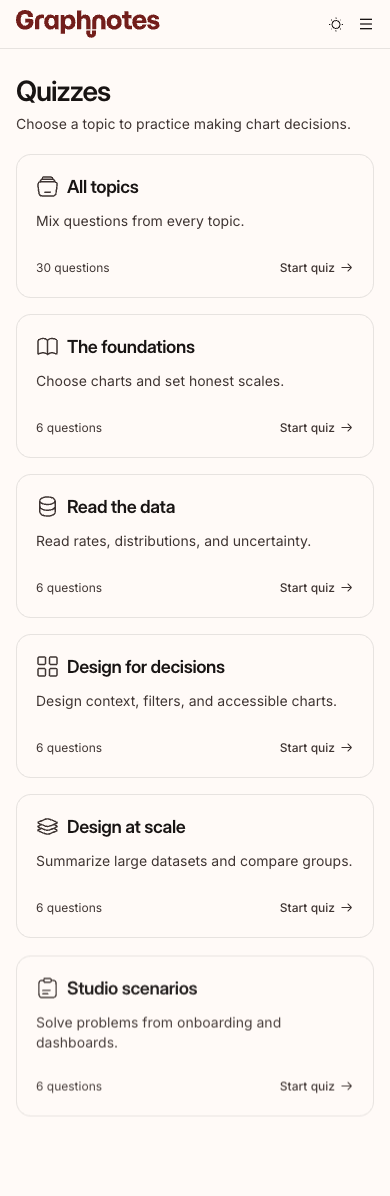 Graphnotes
Quizzes
Choose a topic to practice making chart decisions.
All topics
Mix questions from every topic.
30 questions
Start quiz →
The foundations
Choose charts and set honest scales.
6 questions
Start quiz →
Read the data
Read rates, distributions, and uncertainty.
6 questions
Start quiz →
Design for decisions
Design context, filters, and accessible charts.
6 questions
Start quiz →
Design at scale
Summarize large datasets and compare groups.
6 questions
Start quiz →
Studio scenarios
Solve problems from onboarding and
dashboards.
6 questions
Start quiz →